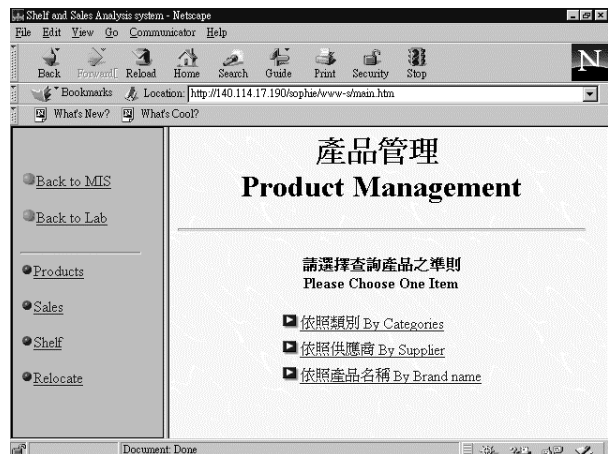 Shelf and Sales Analysis system - Netscape
File Edit View Go Communicator Help
Back Forward Reload Home Search Guide Print Security Stop
N
Bookmarks Location: http://140.114.17.190/sophie/www-s/main.htm
What's New? What's Cool?
Back to MIS
Back to Lab
Products
Sales
Shelf
Relocate
產品管理
Product Management
請選擇查詢產品之準則
Please Choose One Item
依照類別 By Categories
依照供應商 By Supplier
依照產品名稱 By Brand name
Document: Done